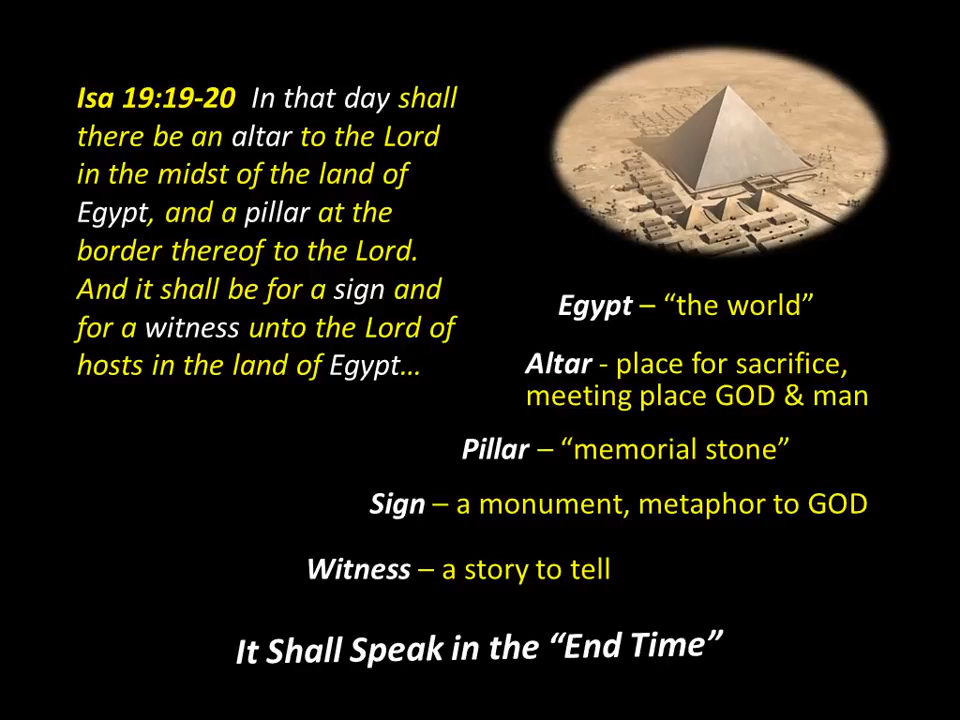 Isa 19:19-20  In that day shall
there be an altar to the Lord
in the midst of the land of
Egypt, and a pillar at the
border thereof to the Lord.
And it shall be for a sign and
for a witness unto the Lord of
hosts in the land of Egypt…
Egypt – “the world”
Altar - place for sacrifice,
meeting place GOD & man
Pillar – “memorial stone”
Sign – a monument, metaphor to GOD
Witness – a story to tell
It Shall Speak in the “End Time”